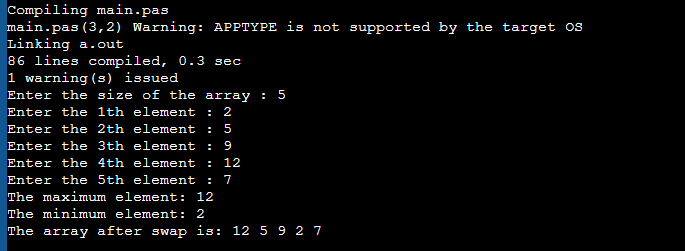 Compiling main.pas
main.pas(3,2) Warning: APPTYPE is not supported by the target OS
Linking a.out
86 lines compiled, 0.3 sec
1 warning(s) issued
Enter the size of the array : 5
Enter the 1th element : 2
Enter the 2th element : 5
Enter the 3th element : 9
Enter the 4th element : 12
Enter the 5th element : 7
The maximum element: 12
The minimum element: 2
The array after swap is: 12 5 9 2 7